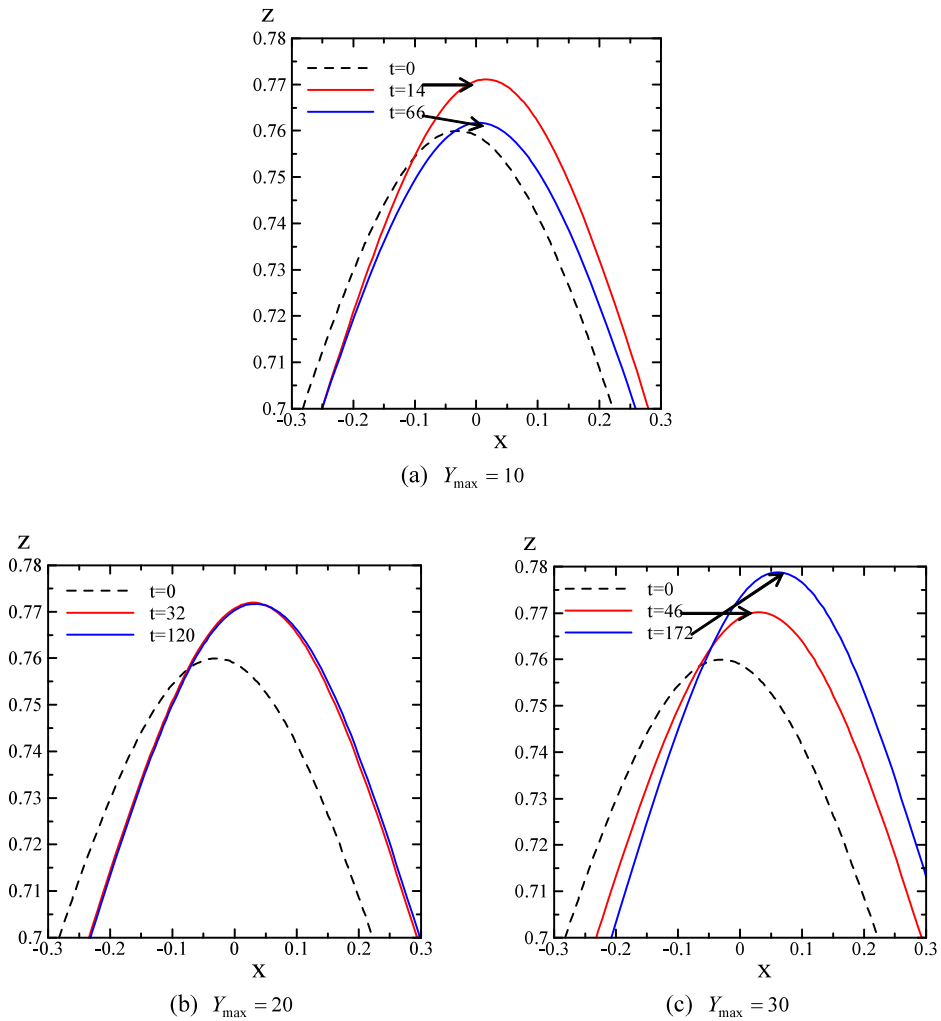 z
0.78
0.77
0.76
0.75
0.74
0.73
0.72
0.71
0.7
t=0
t=14
t=66
-0.3 -0.2 -0.1 0 0.1 0.2 0.3
x
(a) Y_max = 10
z
0.78
0.77
0.76
0.75
0.74
0.73
0.72
0.71
0.7
t=0
t=32
t=120
-0.3 -0.2 -0.1 0 0.1 0.2 0.3
x
(b) Y_max = 20
z
0.78
0.77
0.76
0.75
0.74
0.73
0.72
0.71
0.7
t=0
t=46
t=172
-0.3 -0.2 -0.1 0 0.1 0.2 0.3
x
(c) Y_max = 30